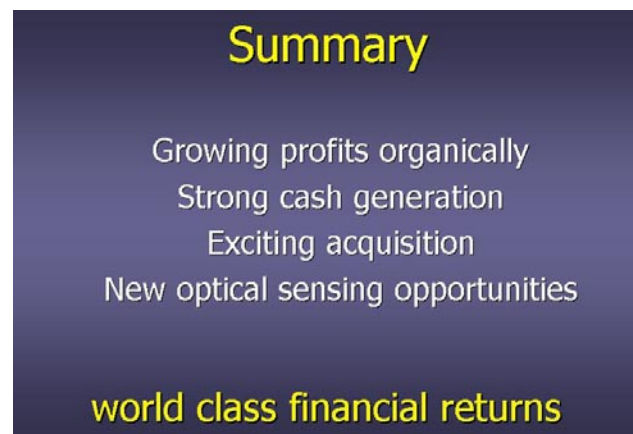 Summary
Growing profits organically
Strong cash generation
Exciting acquisition
New optical sensing opportunities
world class financial returns